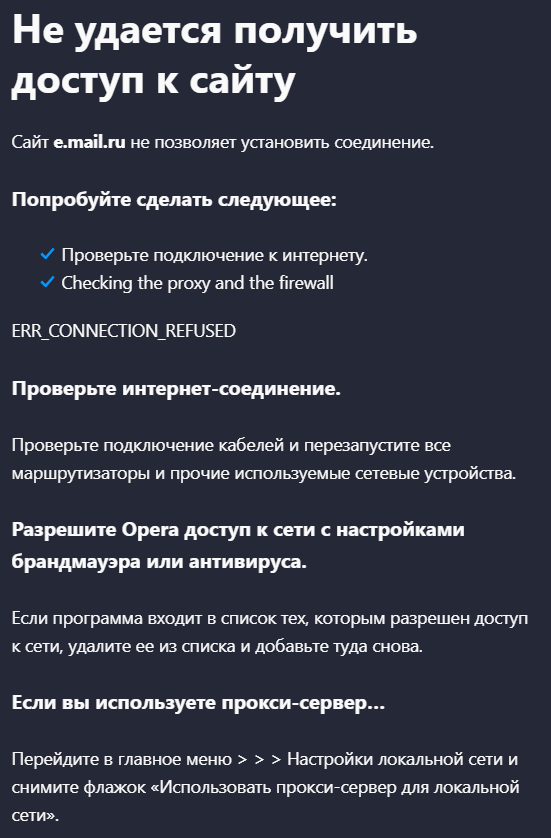 Не удается получить
доступ к сайту
Сайт e.mail.ru не позволяет установить соединение.
Попробуйте сделать следующее:
Проверьте подключение к интернету.
Checking the proxy and the firewall
ERR_CONNECTION_REFUSED
Проверьте интернет-соединение.
Проверьте подключение кабелей и перезапустите все
маршрутизаторы и прочие используемые сетевые устройства.
Разрешите Opera доступ к сети с настройками
брандмауэра или антивируса.
Если программа входит в список тех, которым разрешен доступ
к сети, удалите ее из списка и добавьте туда снова.
Если вы используете прокси-сервер...
Перейдите в главное меню > > > Настройки локальной сети и
снимите флажок «Использовать прокси-сервер для локальной
сети».